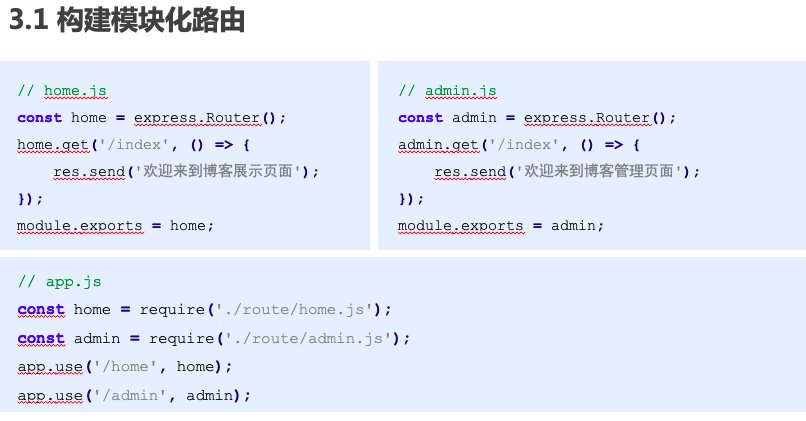 3.1 构建模块化路由
// home.js
const home = express.Router();
home.get('/index', () => {
    res.send('欢迎来到博客展示页面');
});
module.exports = home;
// admin.js
const admin = express.Router();
admin.get('/index', () => {
    res.send('欢迎来到博客管理页面');
});
module.exports = admin;
// app.js
const home = require('./route/home.js');
const admin = require('./route/admin.js');
app.use('/home', home);
app.use('/admin', admin);